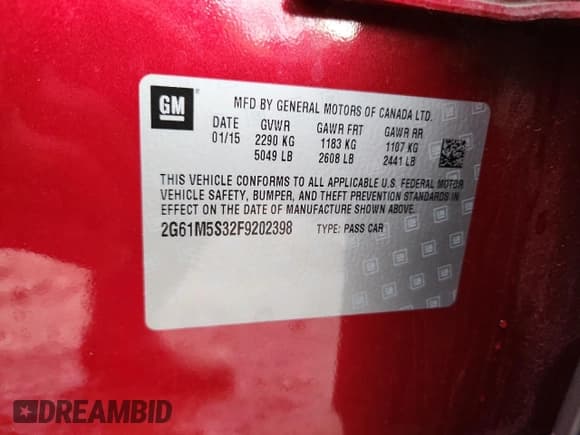 GM
MFD BY GENERAL MOTORS OF CANADA LTD.
DATE GVWR GAWR FRT GAWR RR
01/15 2290 KG 1183 KG 1107 KG
5049 LB 2608 LB 2441 LB
THIS VEHICLE CONFORMS TO ALL APPLICABLE U.S. FEDERAL MOTOR
VEHICLE SAFETY, BUMPER, AND THEFT PREVENTION STANDARDS IN
EFFECT ON THE DATE OF MANUFACTURE SHOWN ABOVE.
2G61M5S32F9202398 TYPE: PASS CAR
DREAMBID